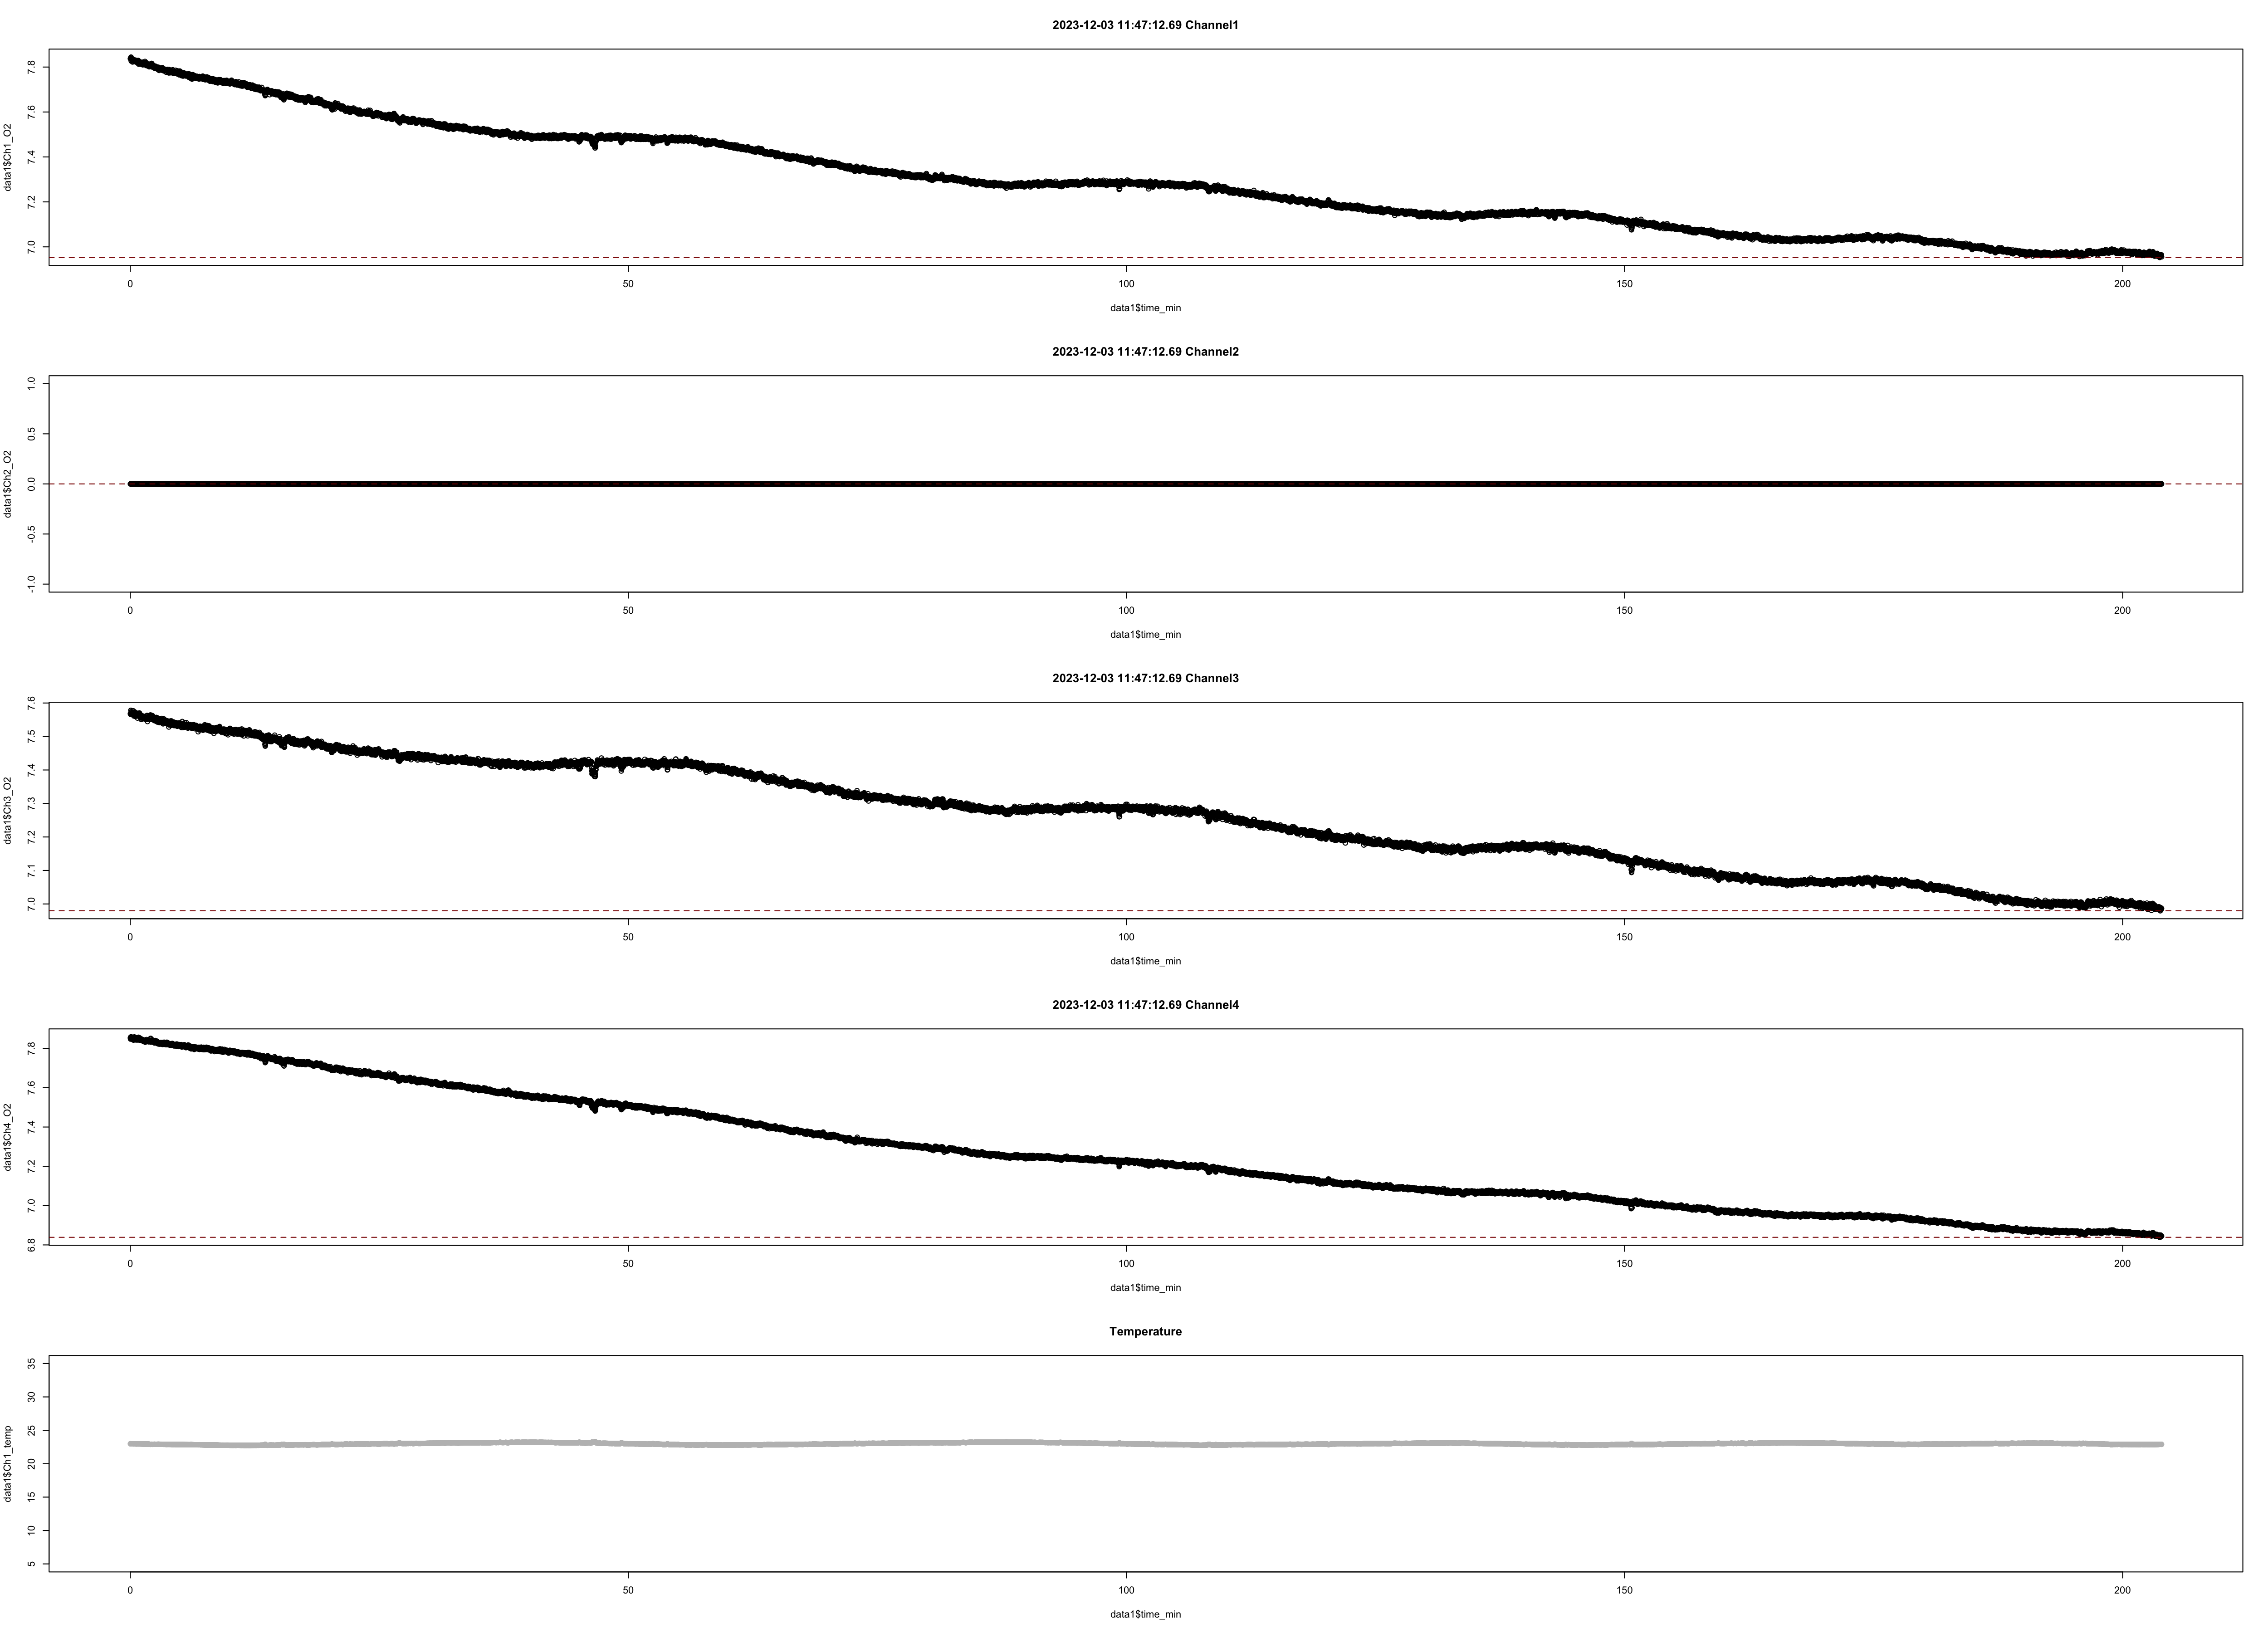 2023-12-03 11:47:12.69 Channel1
data1$Ch1_O2
7.8
7.6
7.4
7.2
7.0
0 50 100 150 200
data1$time_min
2023-12-03 11:47:12.69 Channel2
data1$Ch2_O2
1.0
0.5
0.0
-0.5
-1.0
0 50 100 150 200
data1$time_min
2023-12-03 11:47:12.69 Channel3
data1$Ch3_O2
7.6
7.5
7.4
7.3
7.2
7.1
7.0
0 50 100 150 200
data1$time_min
2023-12-03 11:47:12.69 Channel4
data1$Ch4_O2
7.8
7.6
7.4
7.2
7.0
6.8
0 50 100 150 200
data1$time_min
Temperature
data1$Ch1_temp
35
30
25
20
15
10
5
0 50 100 150 200
data1$time_min